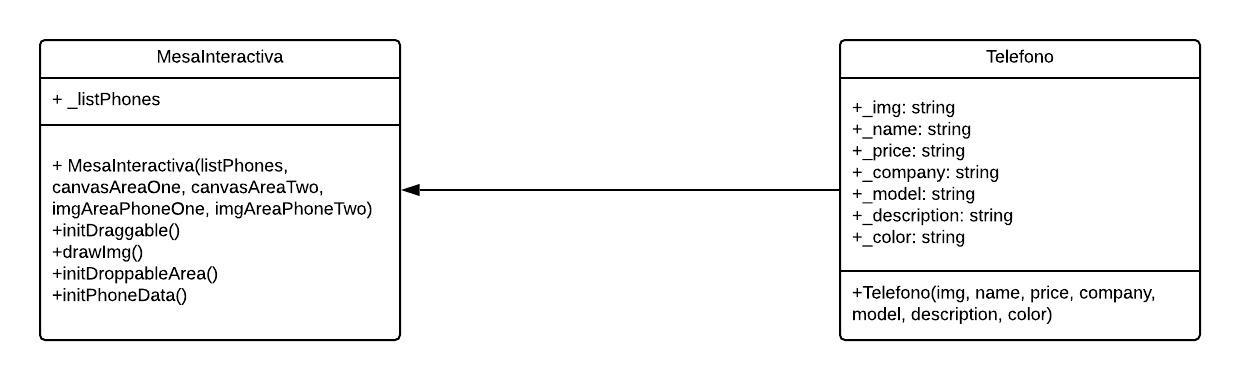 MesaInteractiva
+ _listPhones
+ MesaInteractiva(listPhones,
canvasAreaOne, canvasAreaTwo,
imgAreaPhoneOne, imgAreaPhoneTwo)
+initDraggable()
+drawImg()
+initDroppableArea()
+initPhoneData()
Telefono
+_img: string
+_name: string
+_price: string
+_company: string
+_model: string
+_description: string
+_color: string
+Telefono(img, name, price, company,
model, description, color)